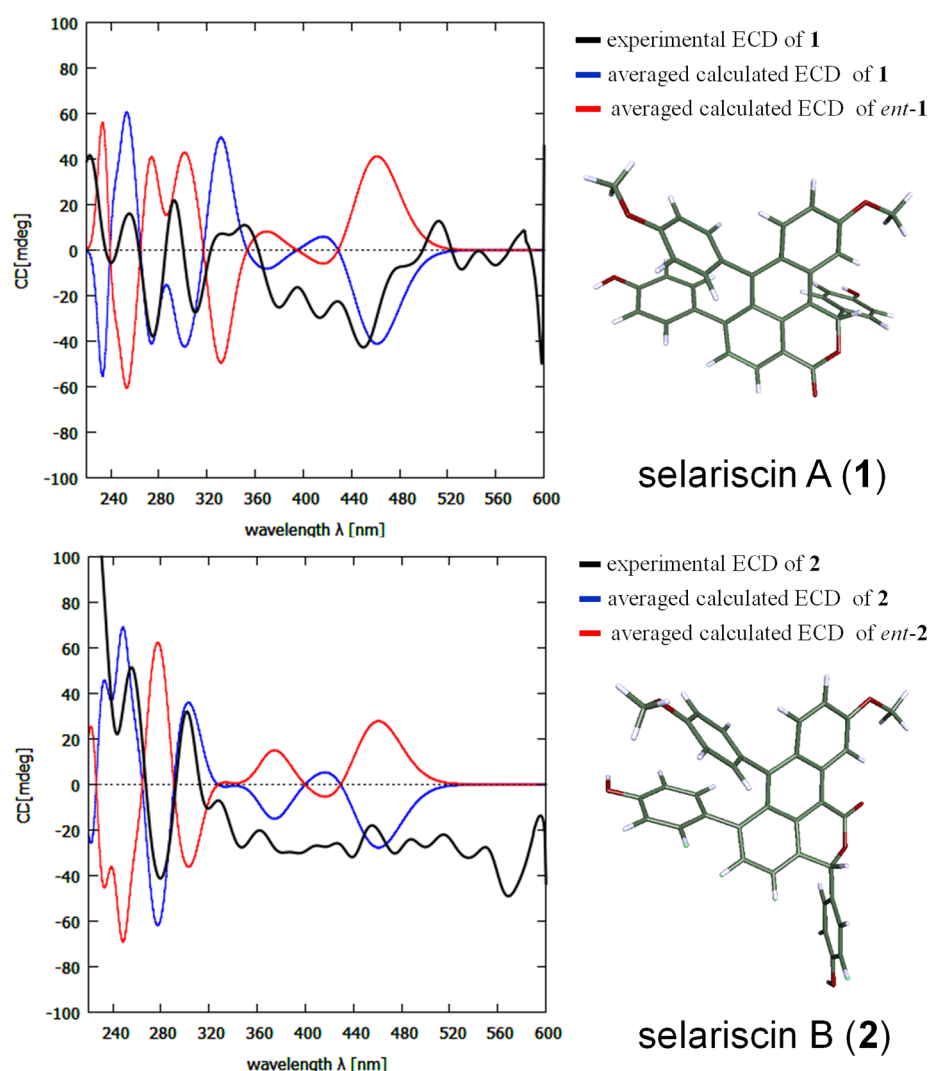 100
80
60
40
20
0
-20
-40
-60
-80
-100
CC[mdeg]
240 280 320 360 400 440 480 520 560 600
wavelength λ [nm]
experimental ECD of 1
averaged calculated ECD of 1
averaged calculated ECD of ent-1
selariscin A (1)
100
80
60
40
20
0
-20
-40
-60
-80
-100
CC[mdeg]
240 280 320 360 400 440 480 520 560 600
wavelength λ [nm]
experimental ECD of 2
averaged calculated ECD of 2
averaged calculated ECD of ent-2
selariscin B (2)